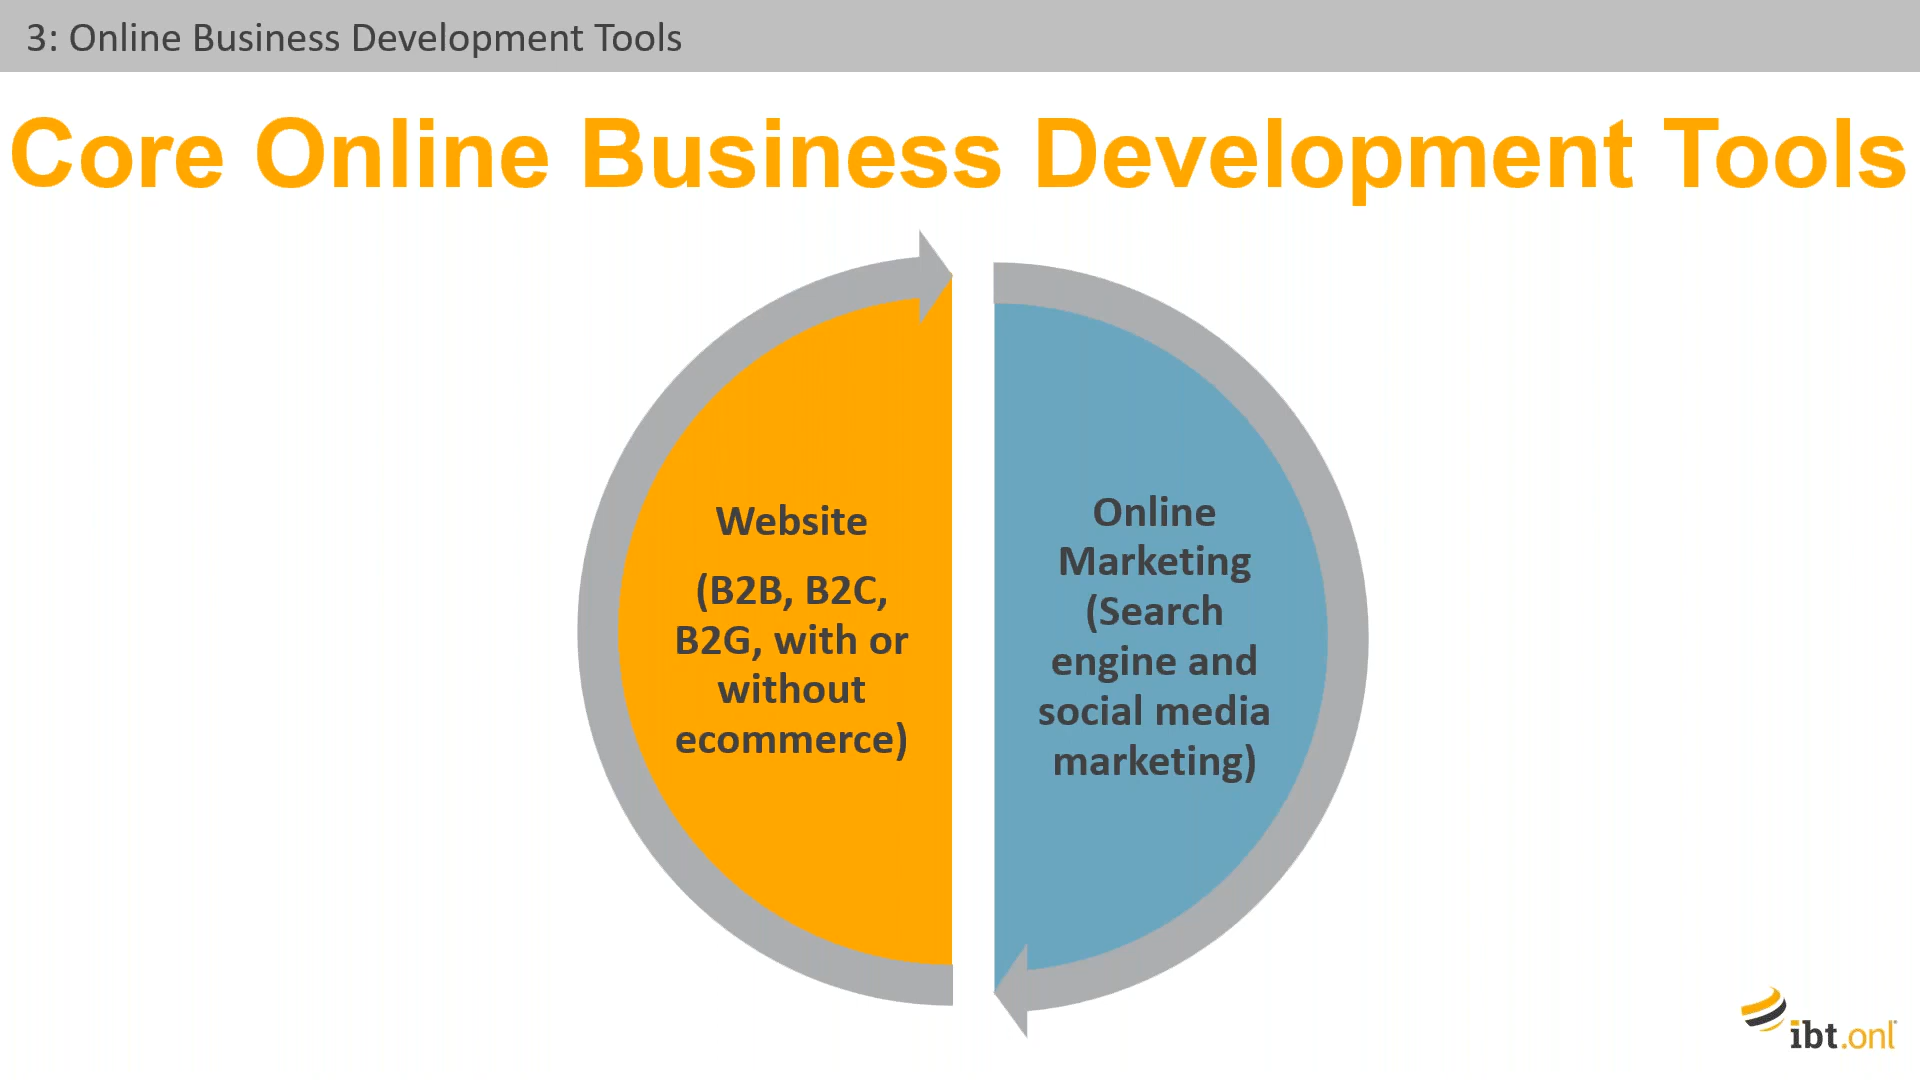 3: Online Business Development Tools
Core Online Business Development Tools
Website
(B2B, B2C,
B2G, with or
without
ecommerce)
Online
Marketing
(Search
engine and
social media
marketing)
ibt.onl